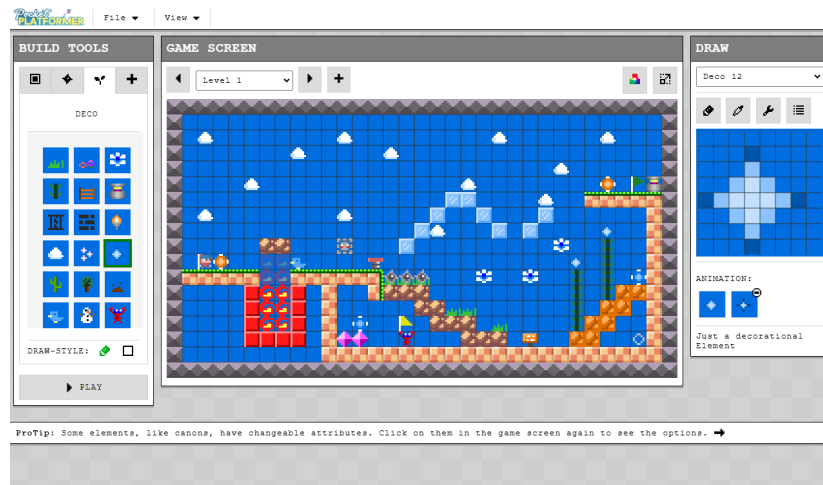 Pocket
PLATFORMER
File
View
BUILD TOOLS
GAME SCREEN
DRAW
Level 1
Deco 12
DECO
ANIMATION:
Just a decorational
Element
DRAW-STYLE:
PLAY
ProTip: Some elements, like canons, have changeable attributes. Click on them in the game screen again to see the options.